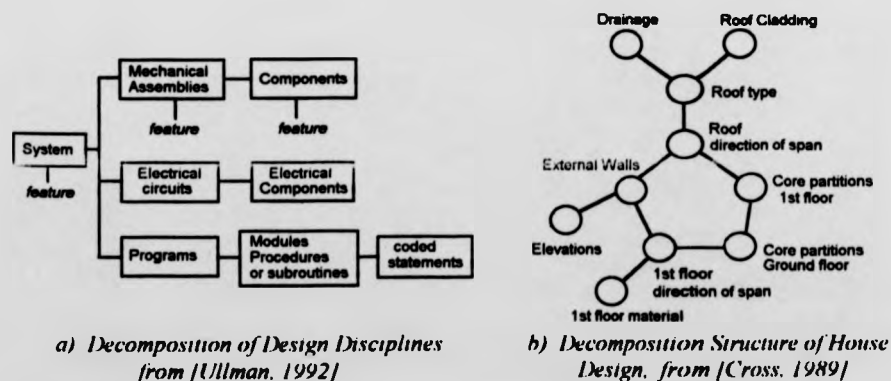 Mechanical
Assemblies
Components
feature
feature
System
feature
Electrical
circuits
Electrical
Components
Programs
Modules
Procedures
or subroutines
coded
statements
a) Decomposition of Design Disciplines
from [Ullman, 1992]
Drainage
Roof Cladding
Roof type
Roof
direction of span
External Walls
Core partitions
1st floor
Elevations
Core partitions
Ground floor
1st floor
direction of span
1st floor material
b) Decomposition Structure of House
Design, from [Cross, 1989]